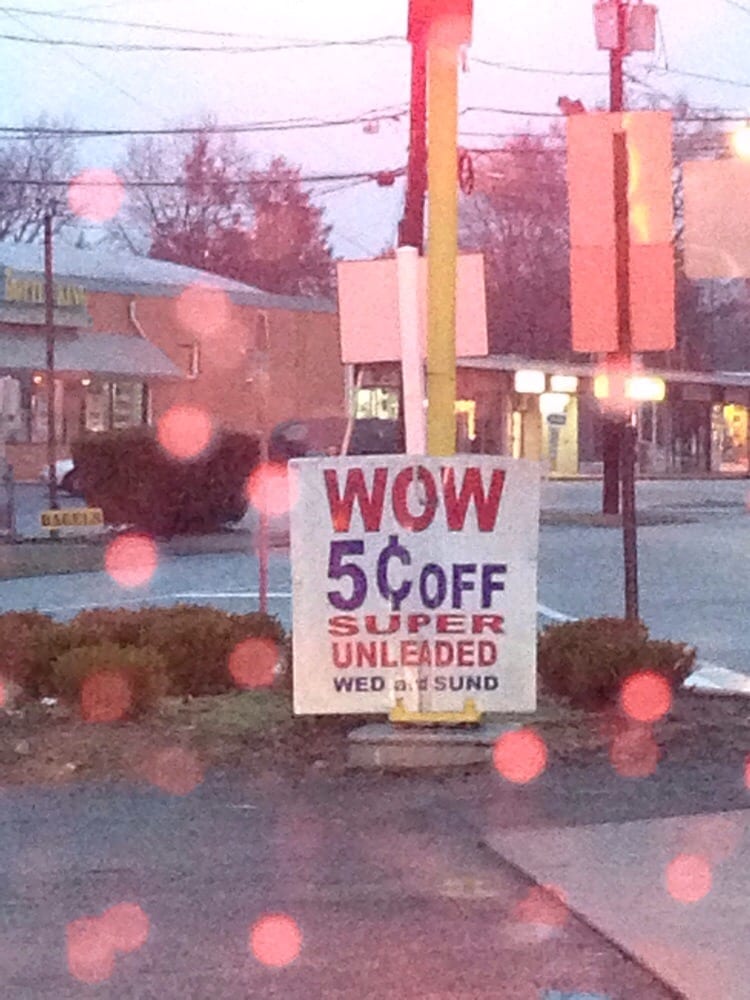 WOW
5¢ OFF
SUPER
UNLEADED
WED and SUND